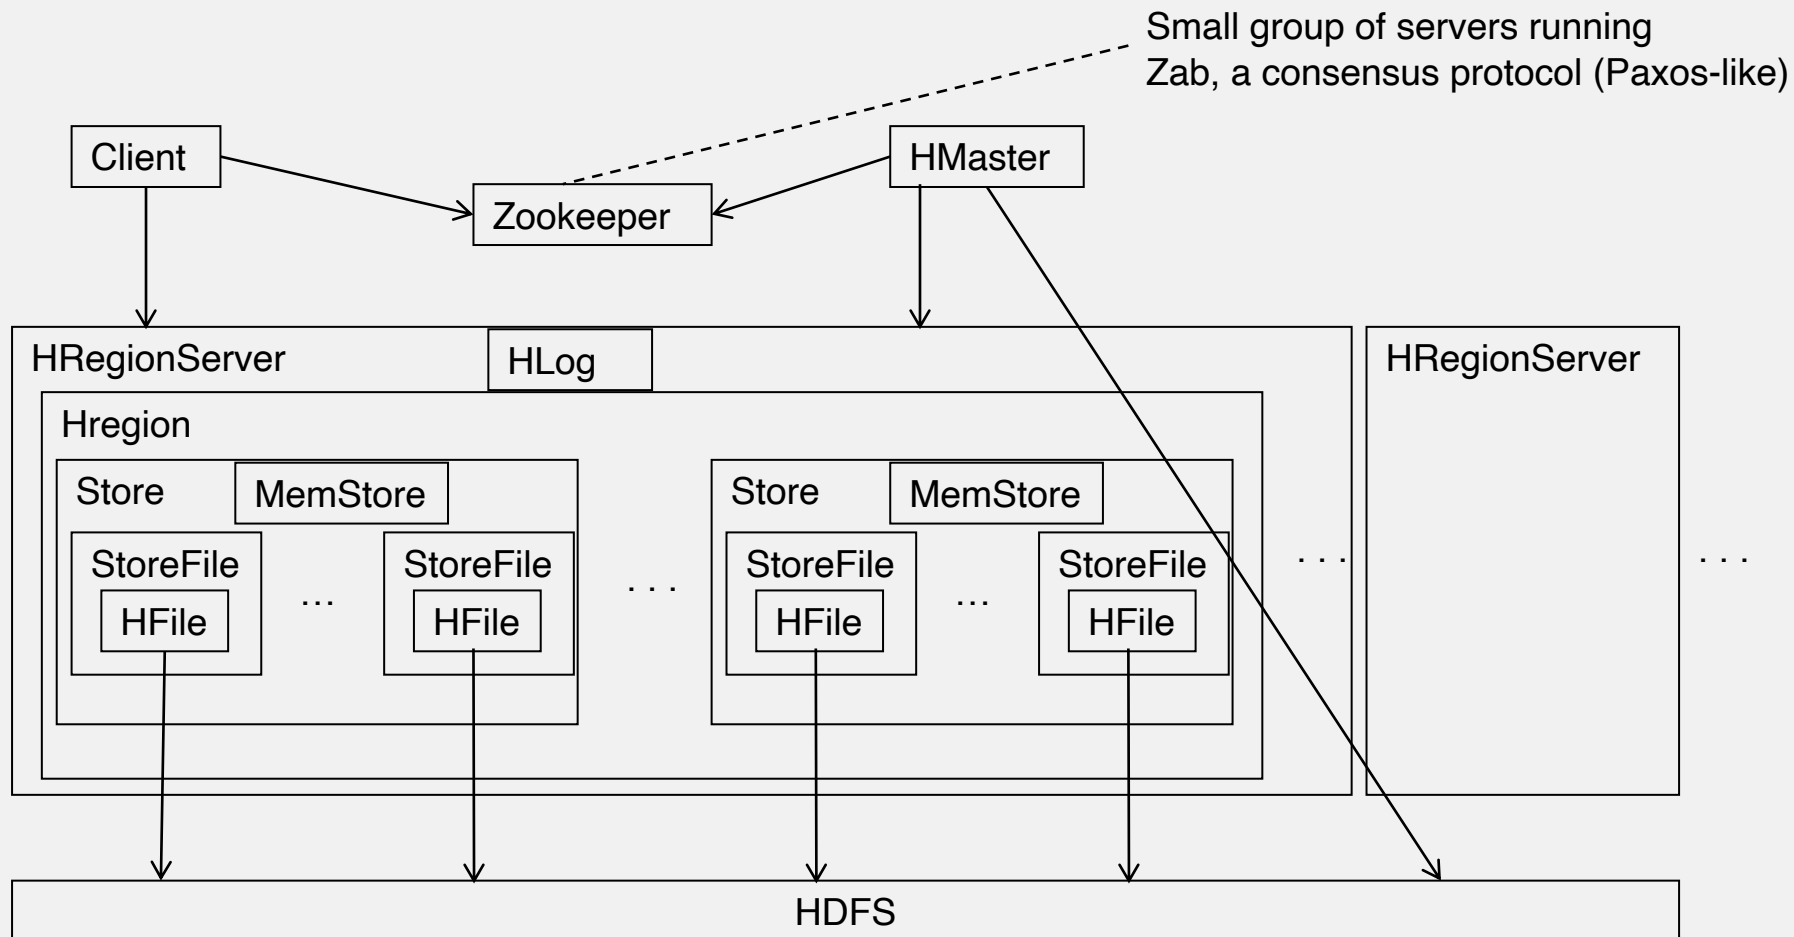 Small group of servers running
Zab, a consensus protocol (Paxos-like)
Client
HMaster
Zookeeper
HRegionServer
HLog
HRegionServer
Hregion
Store
MemStore
Store
MemStore
StoreFile
StoreFile
StoreFile
StoreFile
. . .
. . .
...
. . .
...
HFile
HFile
HFile
HFile
HDFS